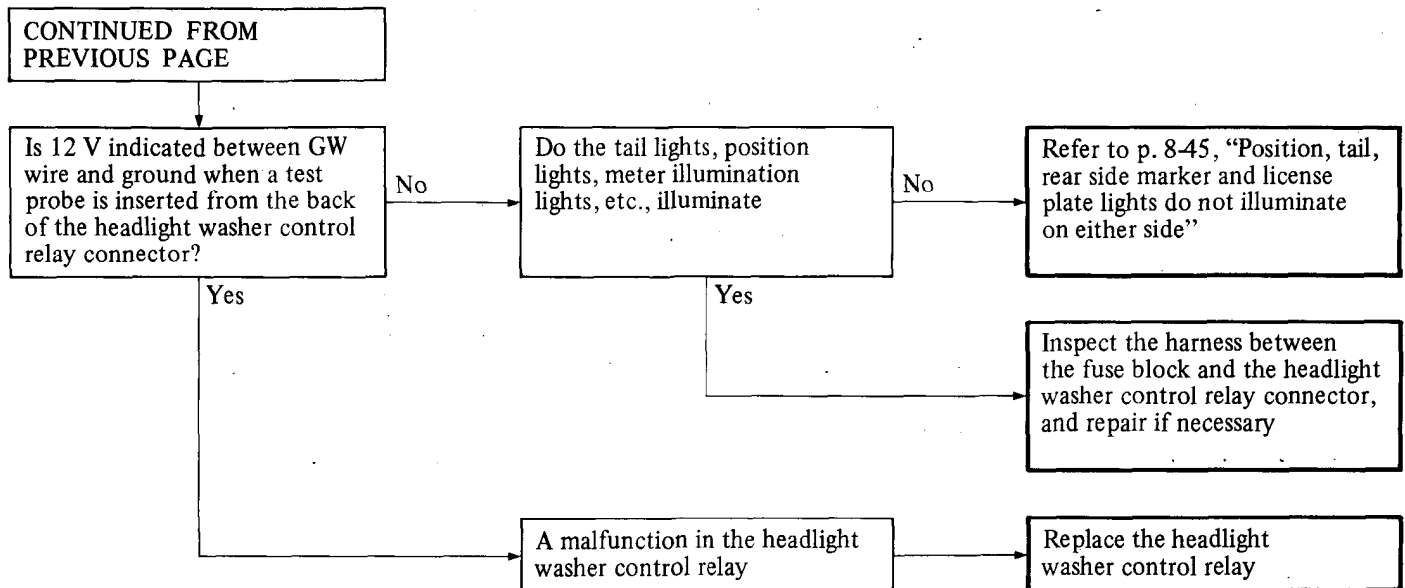 CONTINUED FROM
PREVIOUS PAGE
Is 12 V indicated between GW
wire and ground when a test
probe is inserted from the back
of the headlight washer control
relay connector?
No
Do the tail lights, position
lights, meter illumination
lights, etc., illuminate
No
Refer to p. 8-45, “Position, tail,
rear side marker and license
plate lights do not illuminate
on either side”
Yes
Yes
Inspect the harness between
the fuse block and the headlight
washer control relay connector,
and repair if necessary
A malfunction in the headlight
washer control relay
Replace the headlight
washer control relay